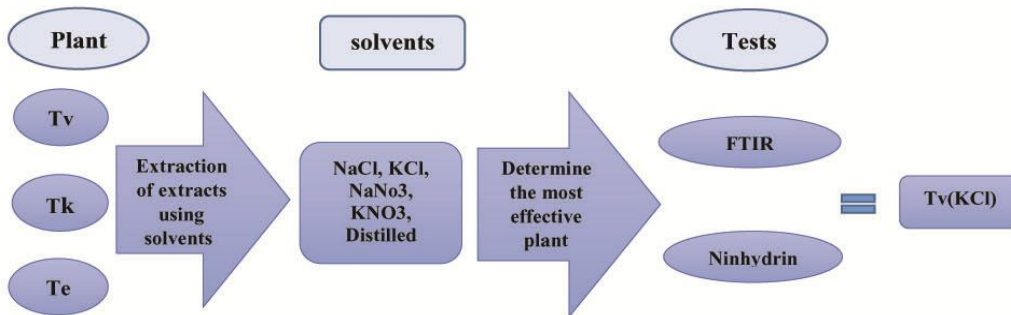 Plant
solvents
Tests
Tv
Tk
Te
Extraction
of extracts
using
solvents
NaCl, KCl,
NaNo3,
KNO3,
Distilled
Determine
the most
effective
plant
FTIR
Ninhydrin
Tv(KCl)